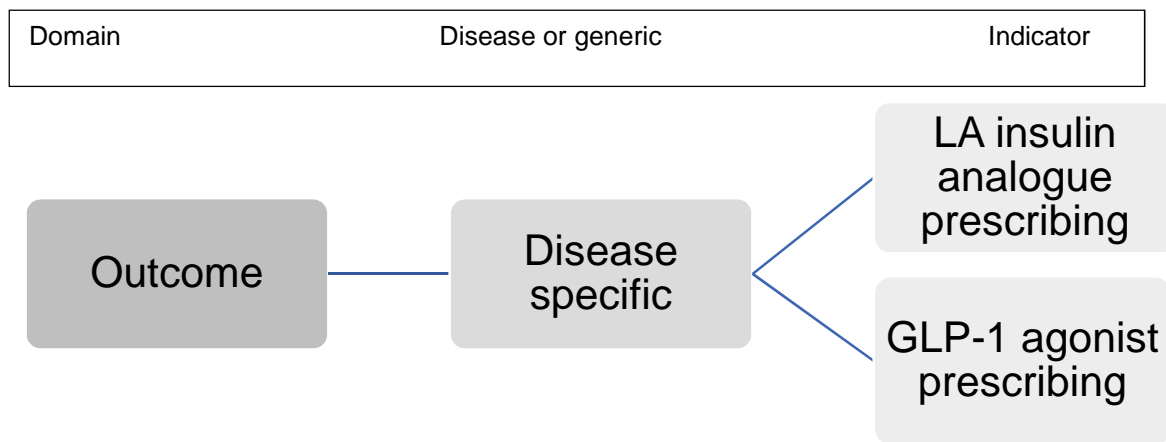 Domain Disease or generic Indicator
LA insulin
analogue
prescribing
Outcome
Disease
specific
GLP-1 agonist
prescribing